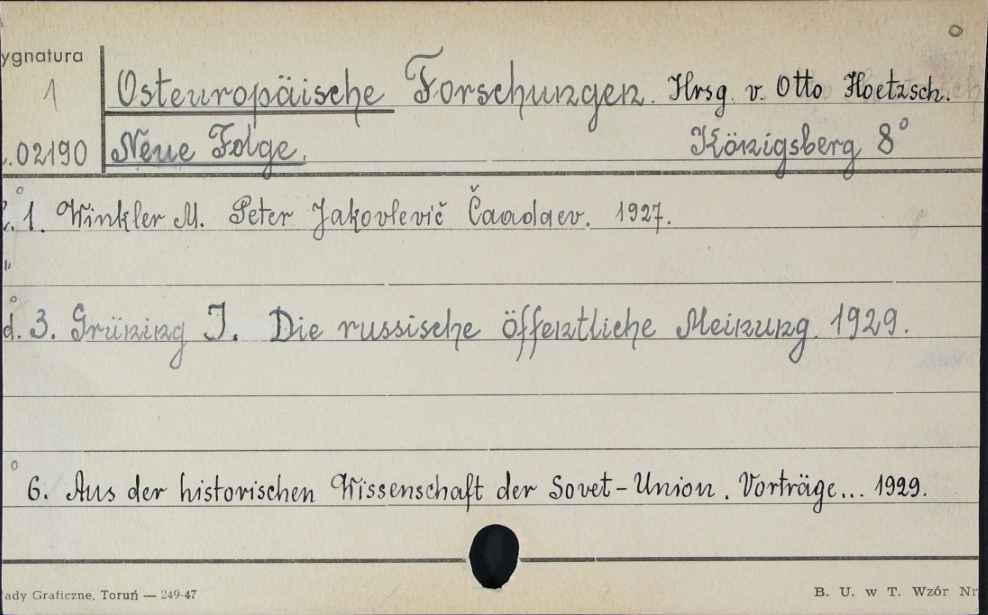 ygnatura
1 Osteuropäische Forschungen. Hrsg. v. Otto Hoetzsch.
.02190 Neue Folge. Königsberg 8°
1. Winkler M. Peter Jakovlevič Čaadaev. 1927.
"
d. 3. Grüning I. Die russische öffentliche Meinung. 1929.
6. Aus der historischen Wissenschaft der Sovet-Union. Vorträge... 1929.
ady Graficzne, Toruń — 249-47
B. U. w T. Wzór Nr